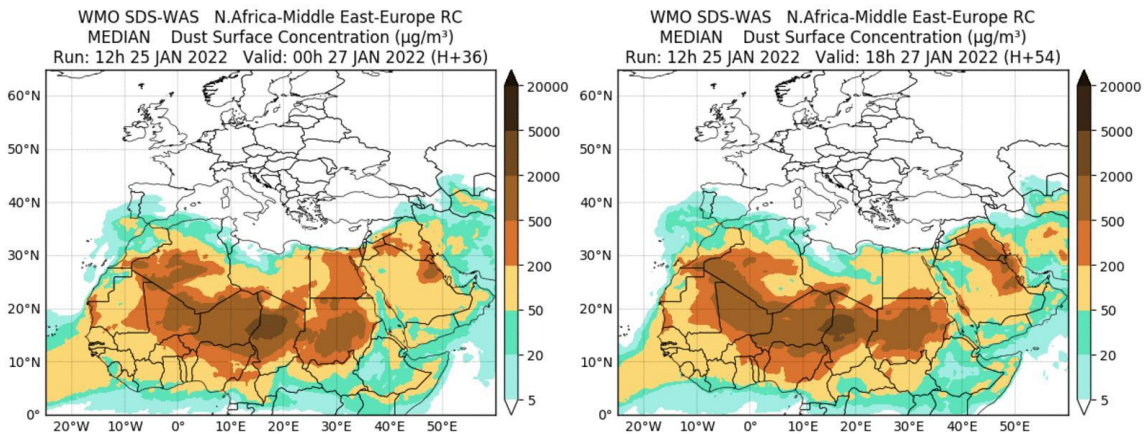 WMO SDS-WAS N.Africa-Middle East-Europe RC
MEDIAN Dust Surface Concentration (µg/m³)
Run: 12h 25 JAN 2022 Valid: 00h 27 JAN 2022 (H+36)
60°N
50°N
40°N
30°N
20°N
10°N
0°
20°W
10°W
0°
10°E
20°E
30°E
40°E
50°E
20000
5000
2000
500
200
50
20
5
WMO SDS-WAS N.Africa-Middle East-Europe RC
MEDIAN Dust Surface Concentration (µg/m³)
Run: 12h 25 JAN 2022 Valid: 18h 27 JAN 2022 (H+54)
60°N
50°N
40°N
30°N
20°N
10°N
0°
20°W
10°W
0°
10°E
20°E
30°E
40°E
50°E
20000
5000
2000
500
200
50
20
5